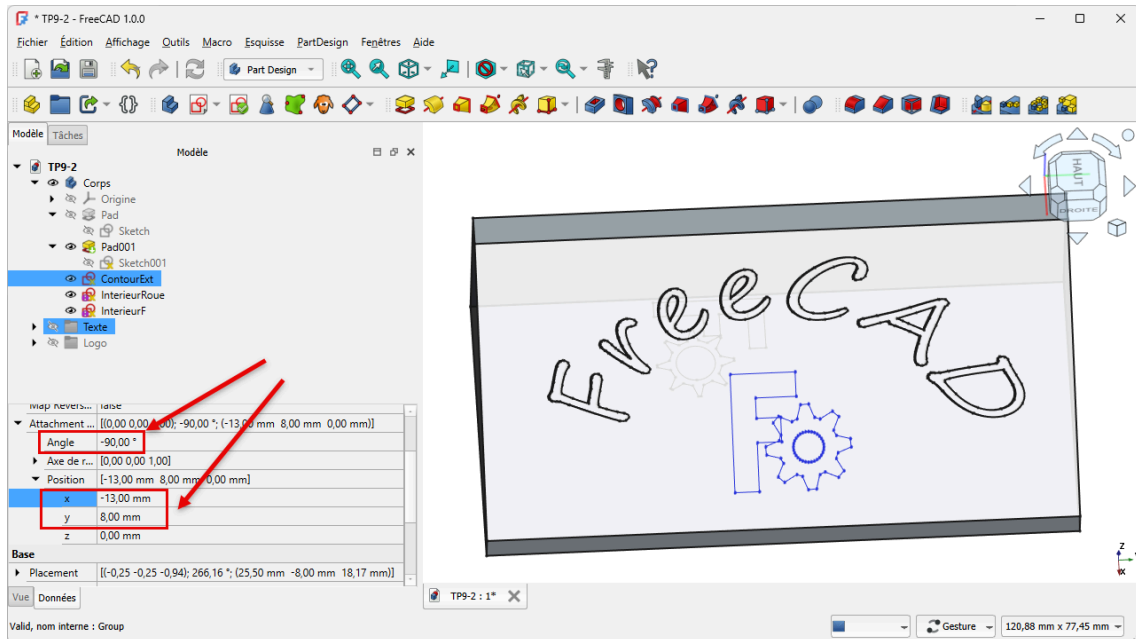 * TP9-2 - FreeCAD 1.0.0
Fichier Édition Affichage Outils Macro Esquisse PartDesign Fenêtres Aide
Part Design
Modèle Tâches
Modèle
TP9-2
Corps
Origine
Pad
Sketch
Pad001
Sketch001
ContourExt
InterieurRoue
InterieurF
Texte
Logo
Map Revers... false
Attachment ... [(0,00 0,00 1,00); -90,00 °; (-13,00 mm 8,00 mm 0,00 mm)]
Angle -90,00 °
Axe de r... [0,00 0,00 1,00]
Position [-13,00 mm 8,00 mm 0,00 mm]
x -13,00 mm
y 8,00 mm
z 0,00 mm
Base
Placement [(-0,25 -0,25 -0,94); 266,16 °; (25,50 mm -8,00 mm 18,17 mm)]
Vue Données
FreeCAD
F
HAUT
DROITE
z
x
TP9-2 : 1*
Valid, nom interne : Group
Gesture
120,88 mm x 77,45 mm